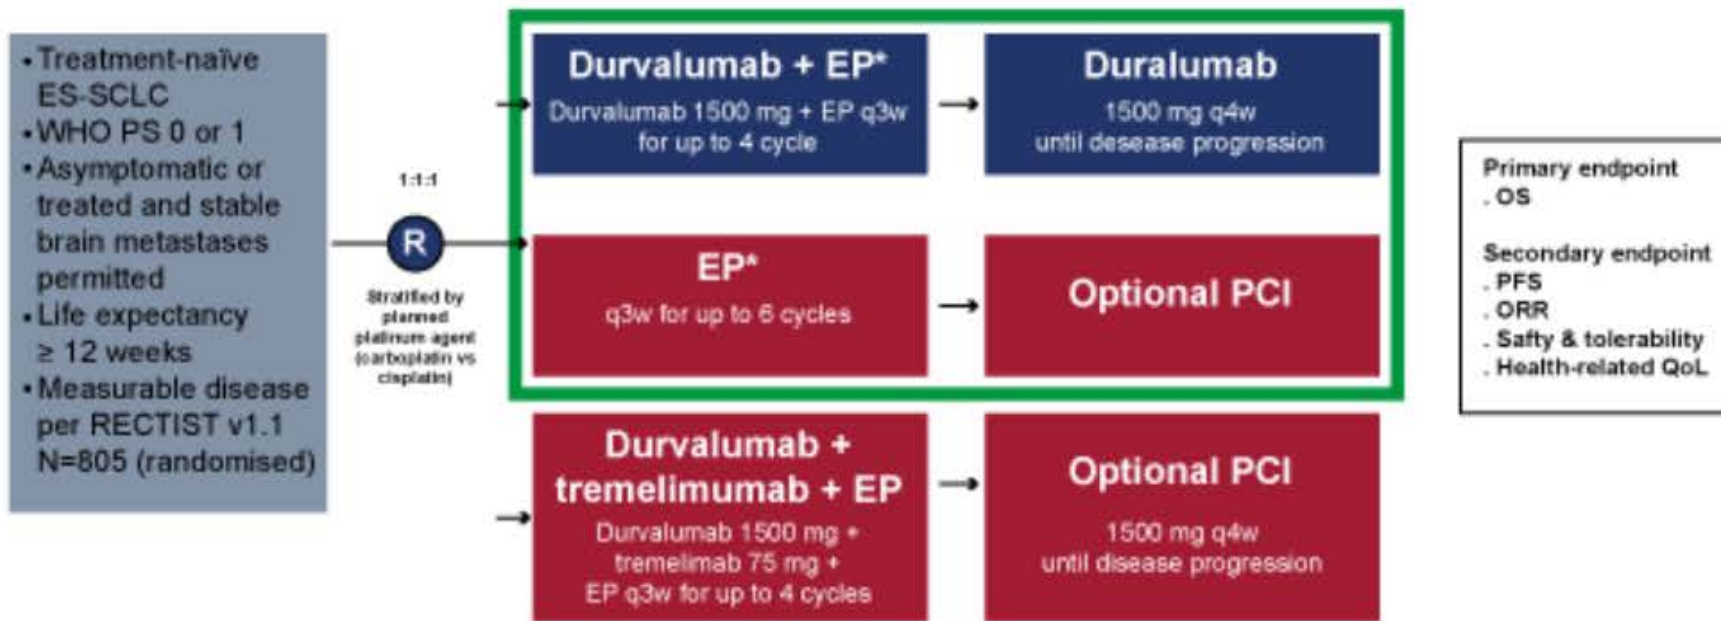 • Treatment-naïve
ES-SCLC
• WHO PS 0 or 1
• Asymptomatic or
treated and stable
brain metastases
permitted
• Life expectancy
≥ 12 weeks
• Measurable disease
per RECTIST v1.1
N=805 (randomised)
1:1:1
R
Stratified by
planned
platinum agent
(carboplatin vs
cisplatin)
Durvalumab + EP*
Durvalumab 1500 mg + EP q3w
for up to 4 cycle
Duralumab
1500 mg q4w
until desease progression
EP*
q3w for up to 6 cycles
Optional PCI
Durvalumab +
tremelimumab + EP
Durvalumab 1500 mg +
tremelimab 75 mg +
EP q3w for up to 4 cycles
Optional PCI
1500 mg q4w
until disease progression
Primary endpoint
. OS
Secondary endpoint
. PFS
. ORR
. Safty & tolerability
. Health-related QoL